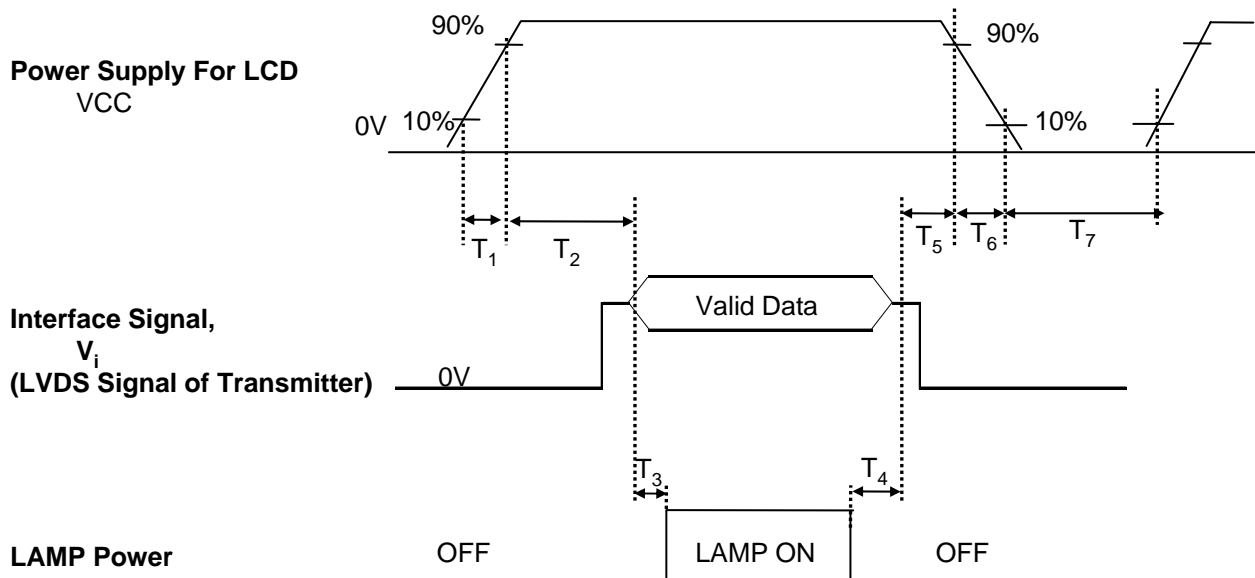 90%
90%
Power Supply For LCD
VCC
0V
10%
10%
T1
T2
T5
T6
T7
Valid Data
Interface Signal,
Vi
(LVDS Signal of Transmitter)
0V
T3
T4
LAMP Power
OFF
LAMP ON
OFF